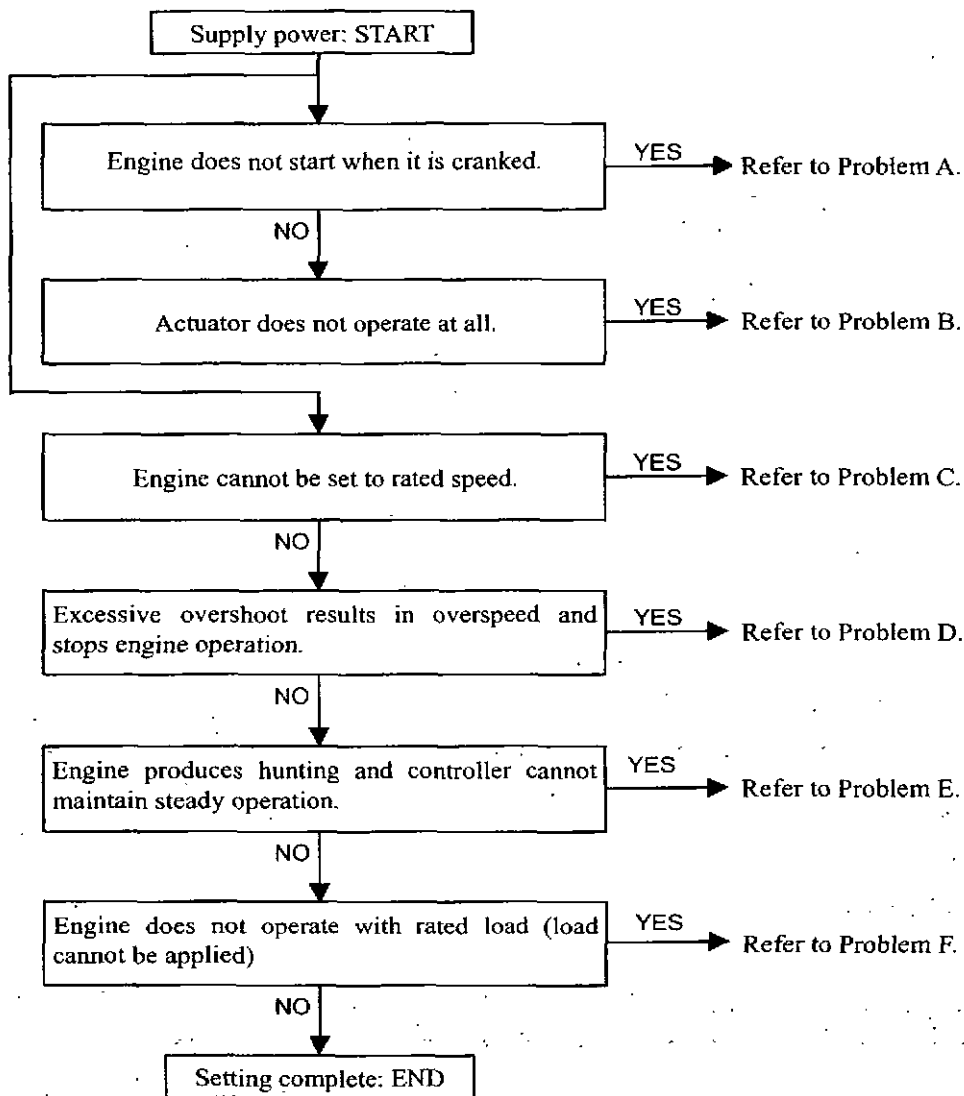 Supply power: START
Engine does not start when it is cranked.
YES
Refer to Problem A.
NO
Actuator does not operate at all.
YES
Refer to Problem B.
Engine cannot be set to rated speed.
YES
Refer to Problem C.
NO
Excessive overshoot results in overspeed and
stops engine operation.
YES
Refer to Problem D.
NO
Engine produces hunting and controller cannot
maintain steady operation.
YES
Refer to Problem E.
NO
Engine does not operate with rated load (load
cannot be applied)
YES
Refer to Problem F.
NO
Setting complete: END